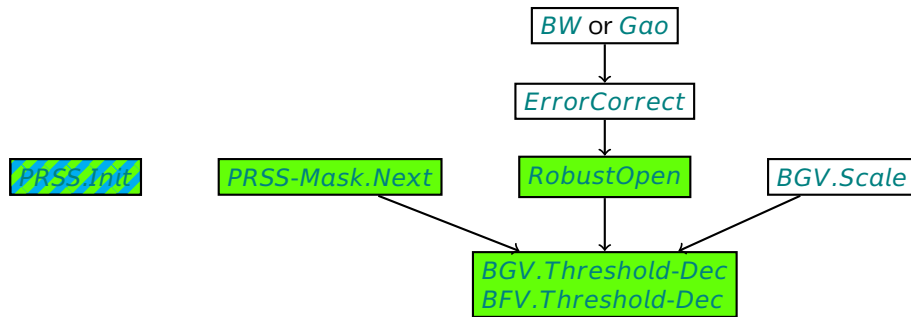 BW or Gao
ErrorCorrect
PRSS.Init
PRSS-Mask.Next
RobustOpen
BGV.Scale
BGV.Threshold-Dec
BFV.Threshold-Dec